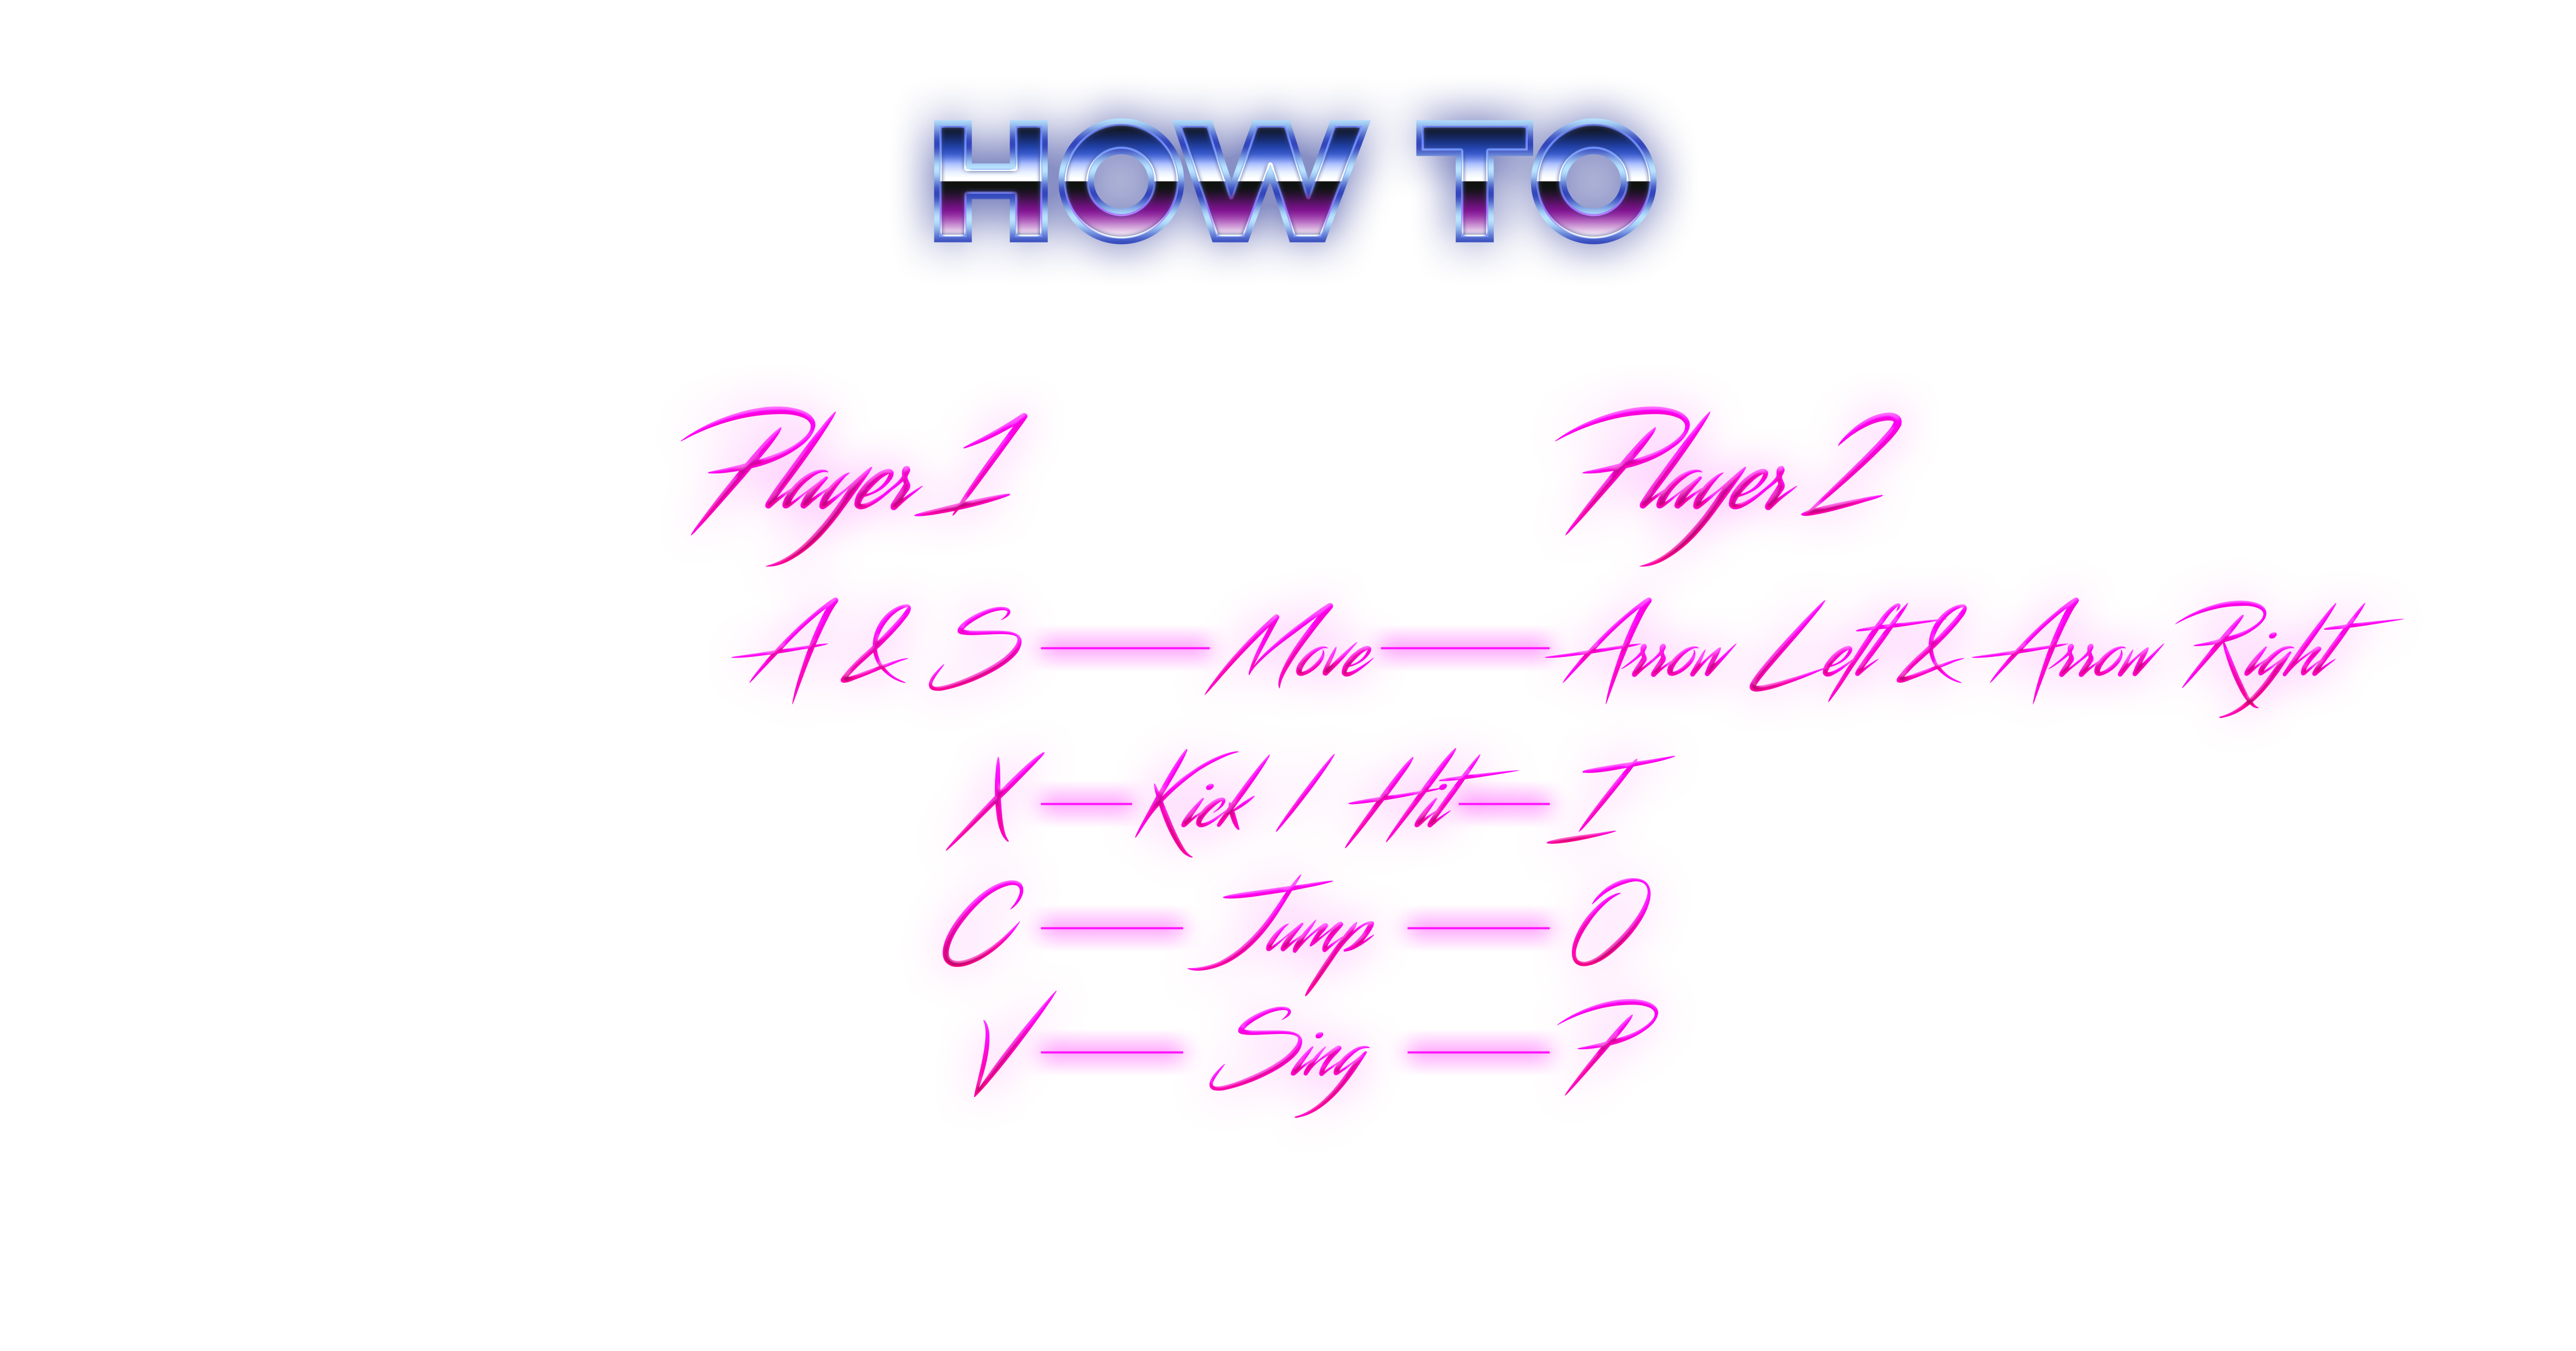 HOW TO
Player 1 Player 2
A & S Move Arrow Left & Arrow Right
X Kick / Hit I
C Jump O
V Sing P